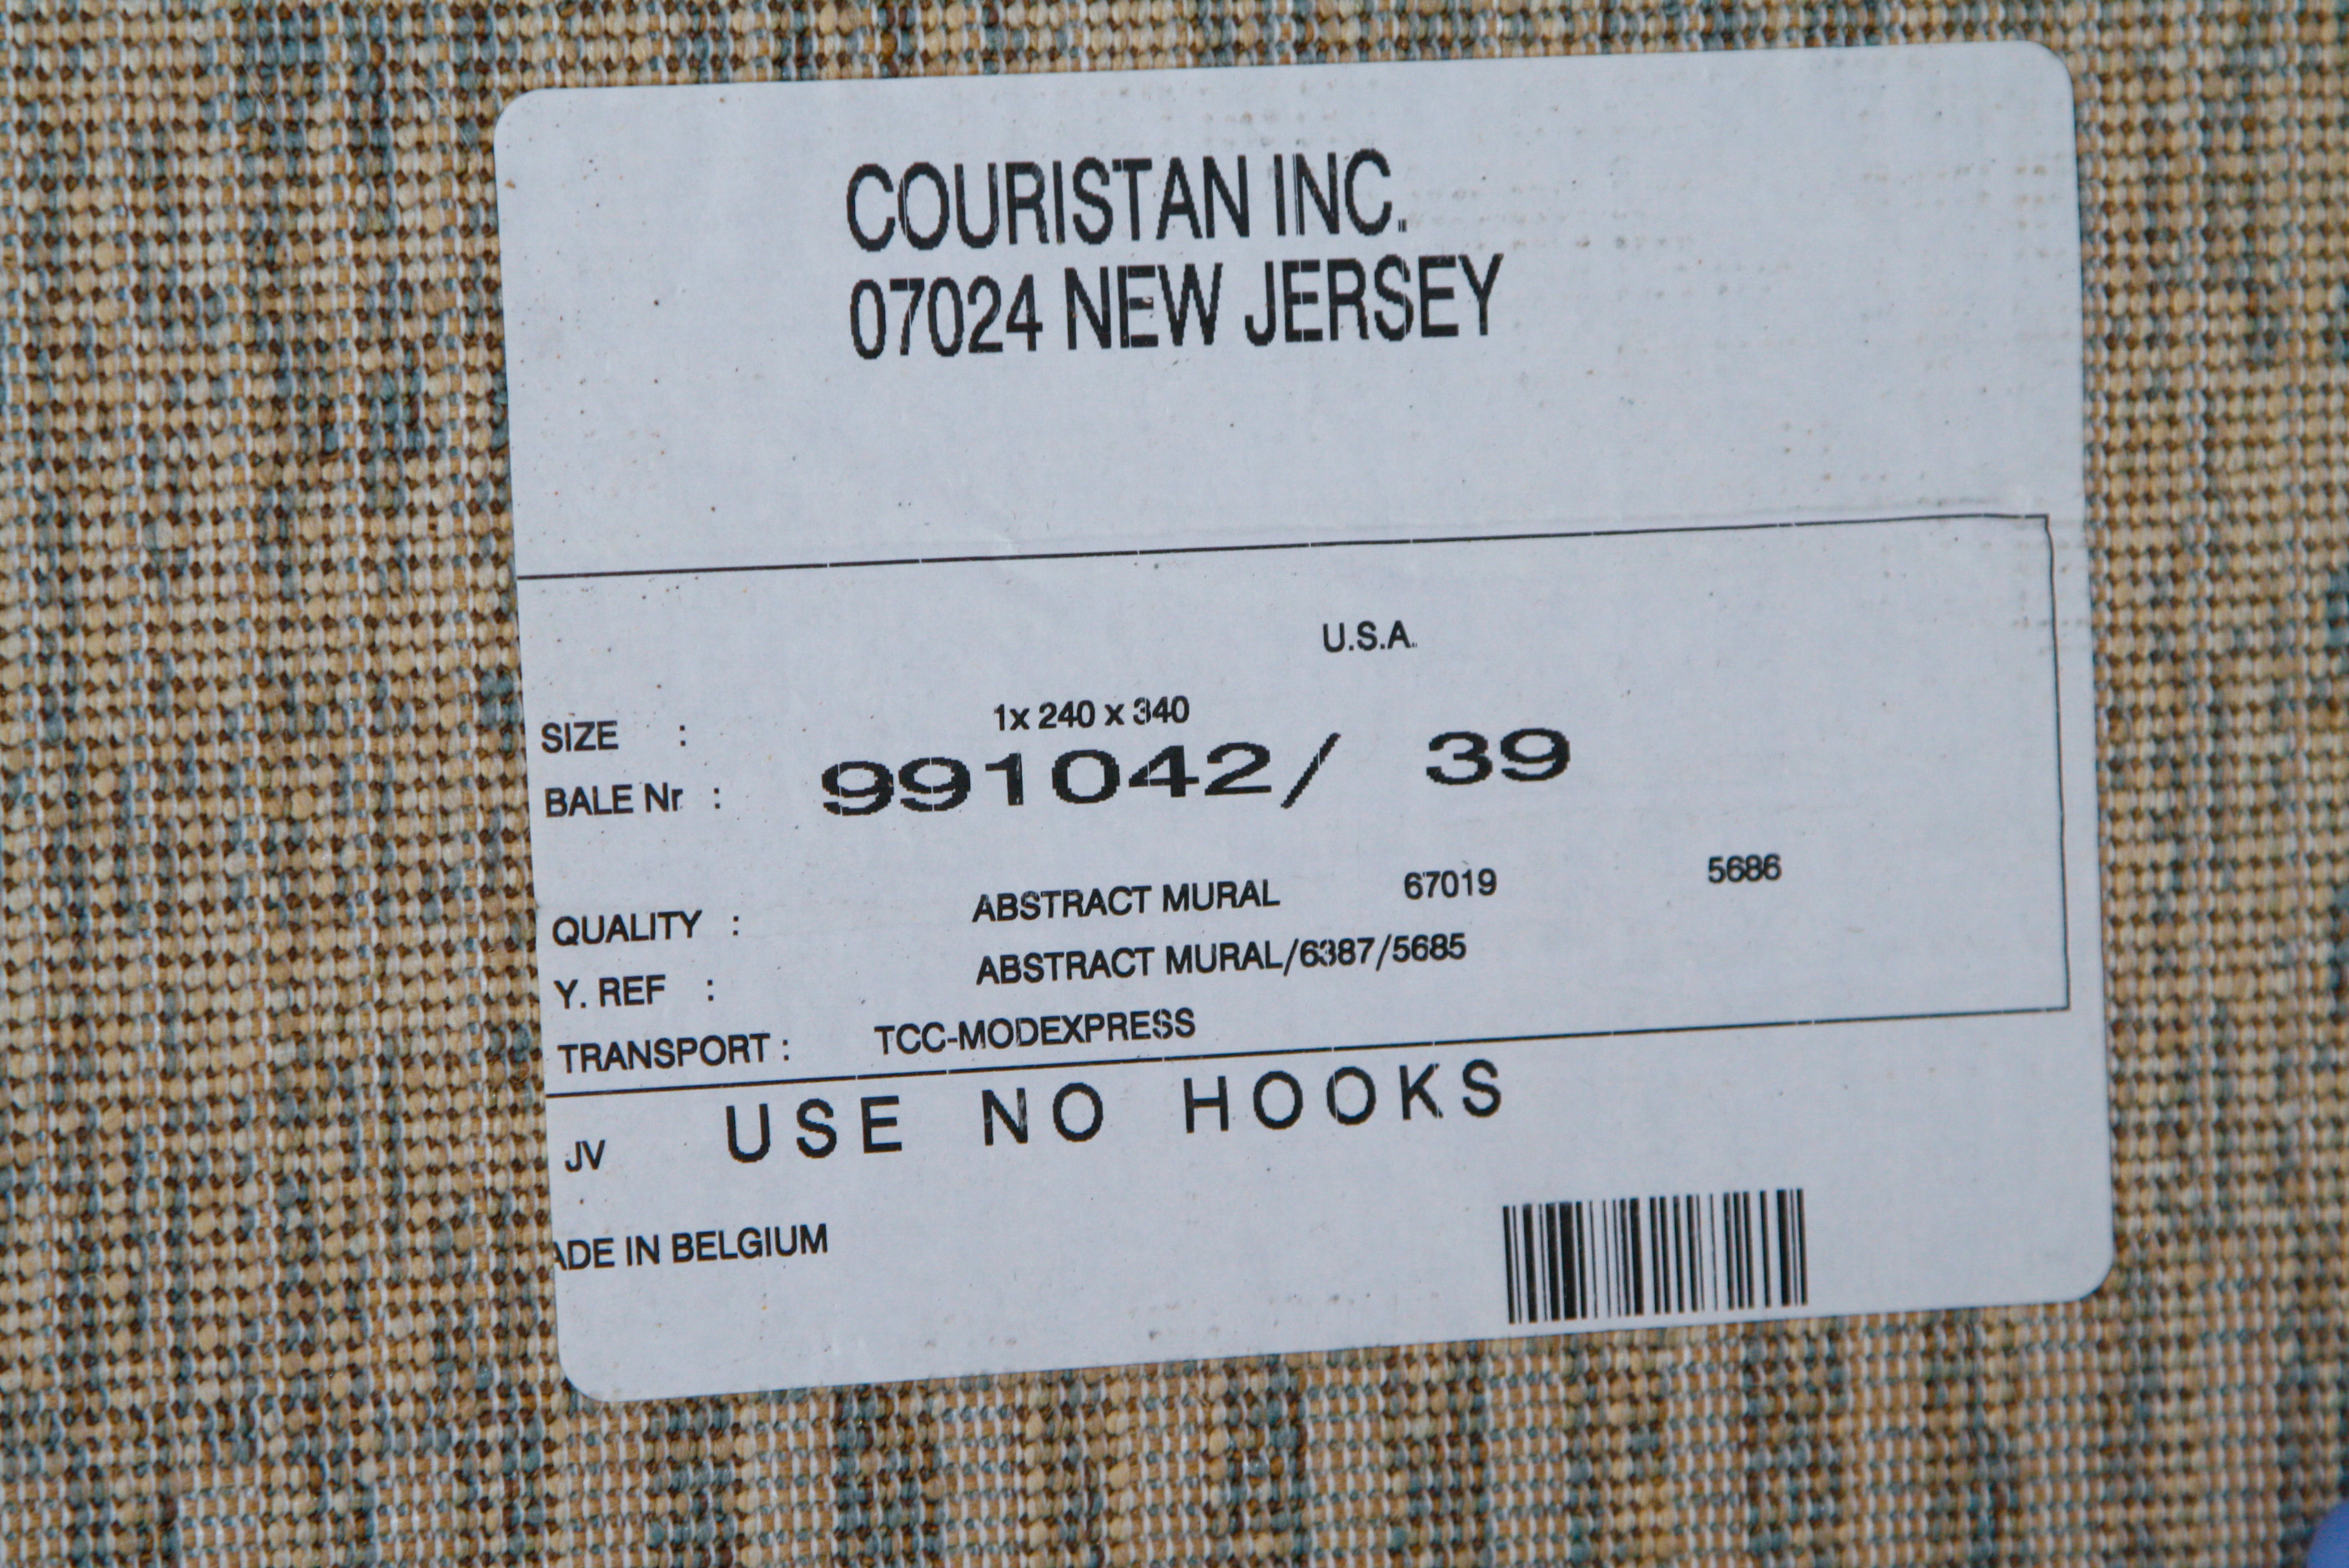 COURISTAN INC.
07024 NEW JERSEY
U.S.A.
SIZE : 1x 240 x 340
BALE Nr : 991042/ 39
QUALITY : ABSTRACT MURAL 67019 5686
Y. REF : ABSTRACT MURAL/6387/5685
TRANSPORT : TCC-MODEXPRESS
JV USE NO HOOKS
ADE IN BELGIUM